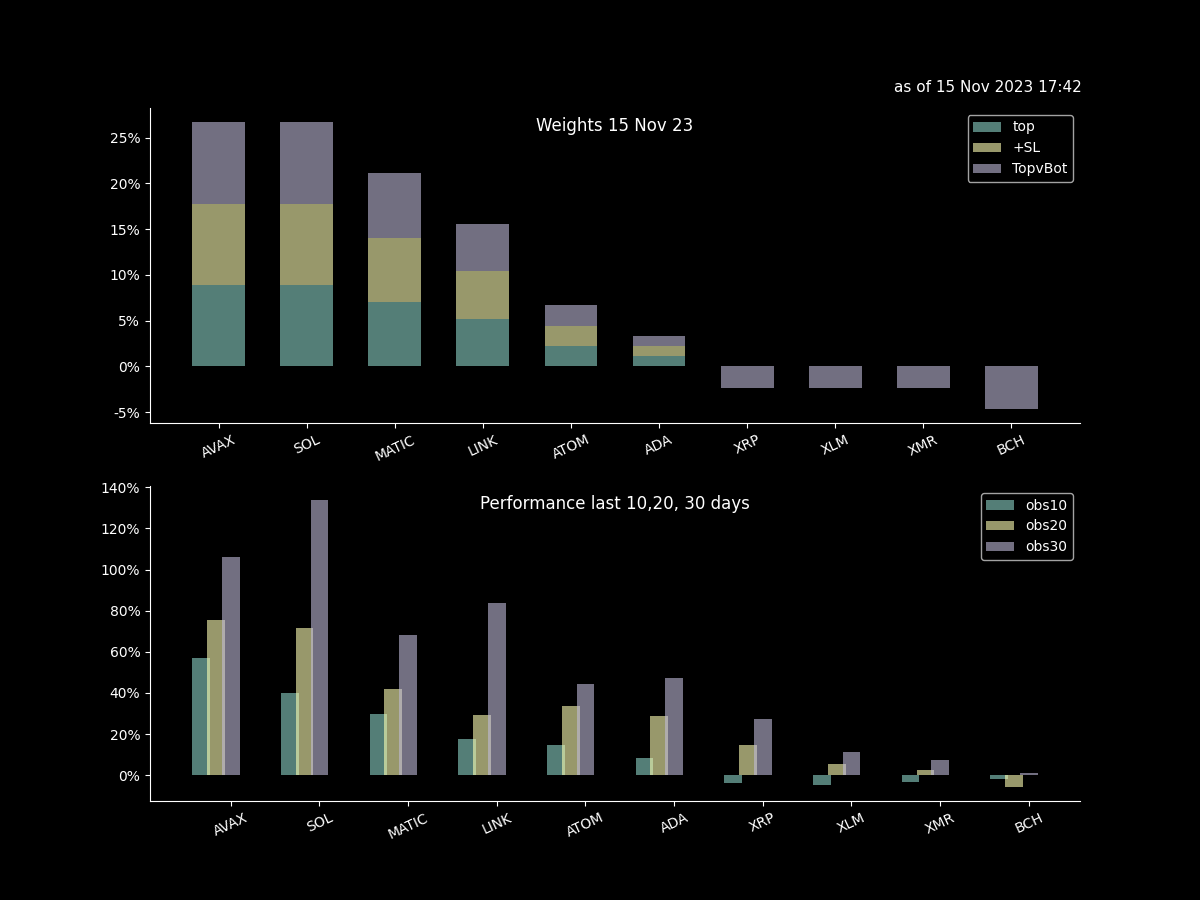 as of 15 Nov 2023 17:42
Weights 15 Nov 23
top
+SL
TopvBot
25%
20%
15%
10%
5%
0%
-5%
AVAX SOL MATIC LINK ATOM ADA XRP XLM XMR BCH
Performance last 10,20, 30 days
obs10
obs20
obs30
140%
120%
100%
80%
60%
40%
20%
0%
AVAX SOL MATIC LINK ATOM ADA XRP XLM XMR BCH